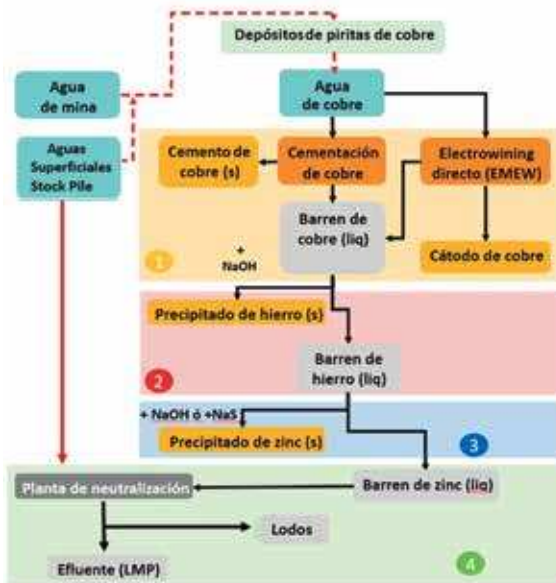 Depósitos de piritas de cobre
Agua
de mina
Agua
de cobre
Aguas
Superficiales
Stock Pile
Cemento de
cobre (s)
Cementación
de cobre
Electrowining
directo (EMEW)
Barren de
cobre (liq)
Cátodo de cobre
1
+
NaOH
Precipitado de hierro (s)
Barren de
hierro (liq)
2
+ NaOH ó +NaS
Precipitado de zinc (s)
3
Planta de neutralización
Barren de zinc (liq)
Lodos
Efluente (LMP)
4